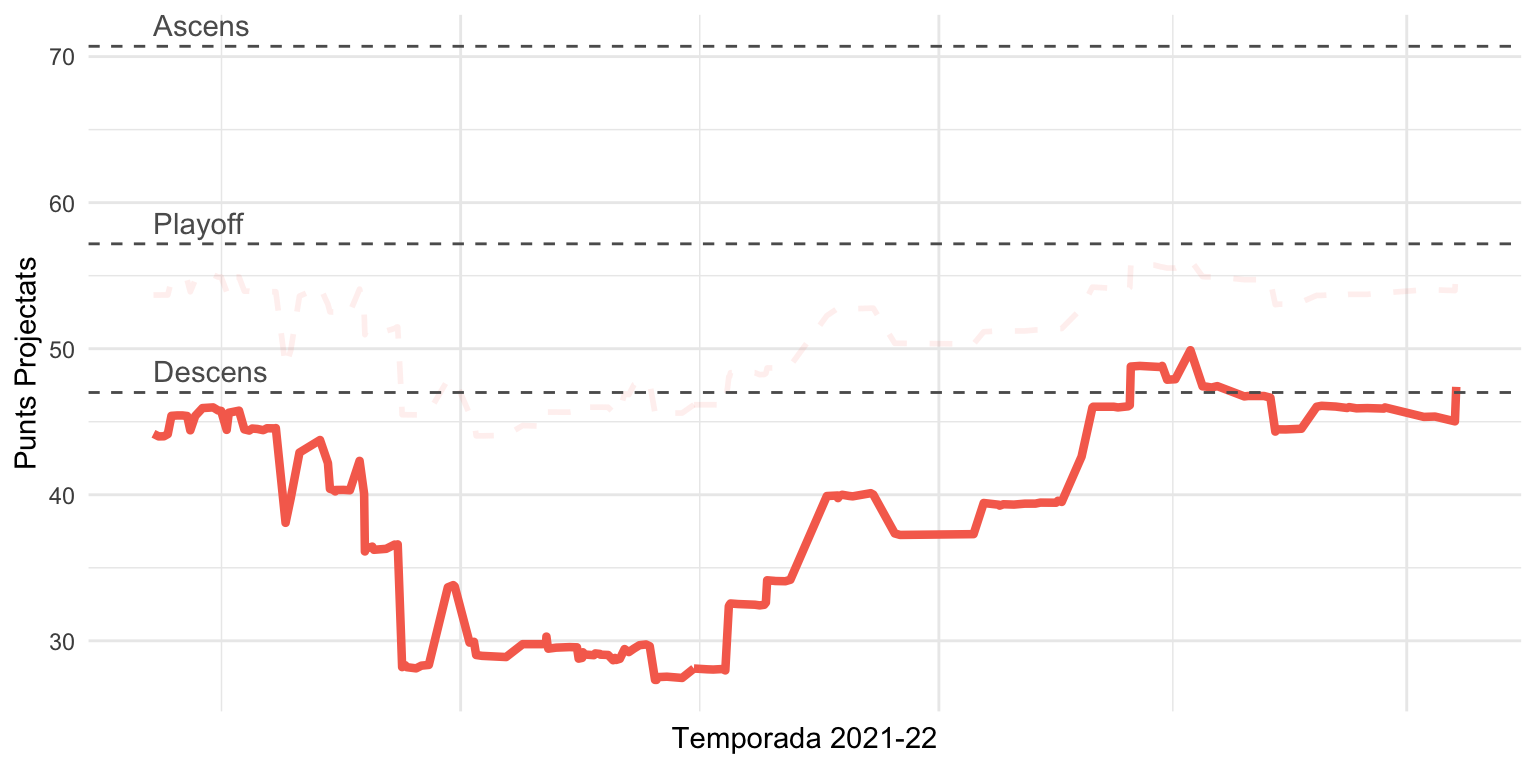 Ascens
70
60
Playoff
Punts Projectats
50
Descens
40
30
Temporada 2021-22